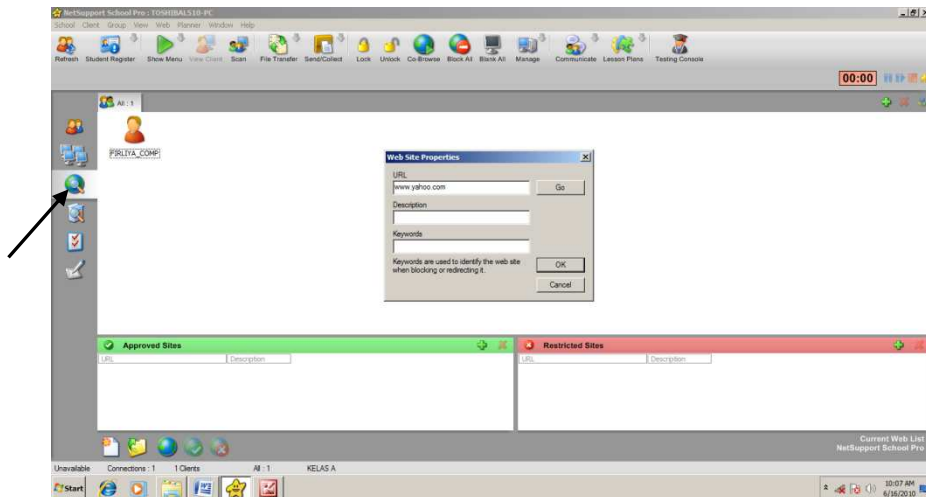 NetSupport School Pro : TOSHIBAL510-PC
School Client Group View Web Planner Window Help
Refresh Student Register Show Menu View Client Scan File Transfer Send/Collect Lock Unlock Co-Browse Block All Blank All Manage Communicate Lesson Plans Testing Console
00:00
All : 1
FIRLIYA_COMP
Web Site Properties
URL
www.yahoo.com
Go
Description
Keywords
Keywords are used to identify the web site
when blocking or redirecting it.
OK
Cancel
Approved Sites
URL Description
Restricted Sites
URL Description
Current Web List
NetSupport School Pro
Unavailable Connections : 1 1 Clients All : 1 KELAS A
Start
10:07 AM
6/16/2010